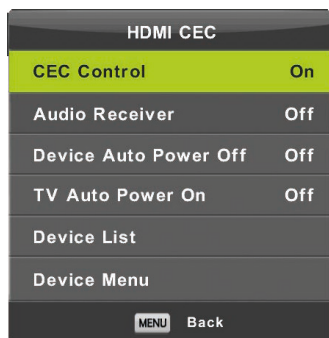 HDMI CEC
CEC Control On
Audio Receiver Off
Device Auto Power Off Off
TV Auto Power On Off
Device List
Device Menu
MENU Back